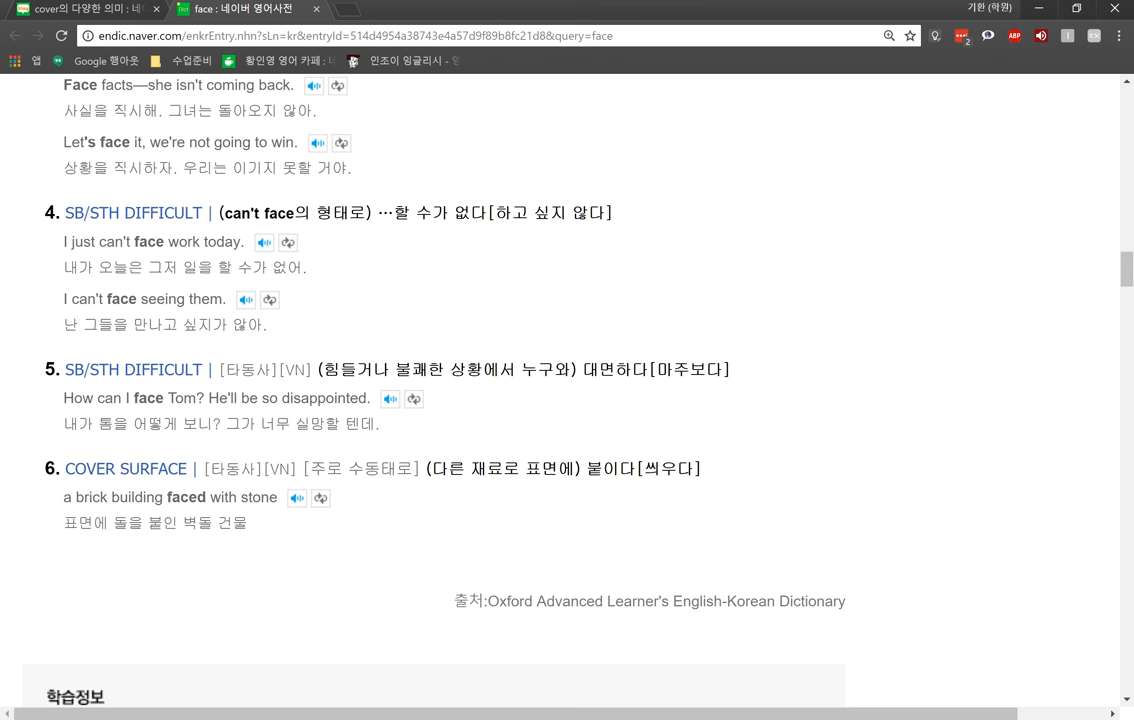 cover의 다양한 의미 : 네
face : 네이버 영어사전
기환 (학원)
endic.naver.com/enkrEntry.nhn?sLn=kr&entryId=514d4954a38743e4a57d9f89b8fc21d8&query=face
앱 Google 행아웃 수업준비 황인영 영어 카페 : 인조이 잉글리시 -
Face facts—she isn't coming back.
사실을 직시해. 그녀는 돌아오지 않아.
Let's face it, we're not going to win.
상황을 직시하자. 우리는 이기지 못할 거야.
4. SB/STH DIFFICULT | (can't face의 형태로) …할 수가 없다[하고 싶지 않다]
I just can't face work today.
내가 오늘은 그저 일을 할 수가 없어.
I can't face seeing them.
난 그들을 만나고 싶지가 않아.
5. SB/STH DIFFICULT | [타동사][VN] (힘들거나 불쾌한 상황에서 누구와) 대면하다[마주보다]
How can I face Tom? He'll be so disappointed.
내가 톰을 어떻게 보니? 그가 너무 실망할 텐데.
6. COVER SURFACE | [타동사][VN] [주로 수동태로] (다른 재료로 표면에) 붙이다[씌우다]
a brick building faced with stone
표면에 돌을 붙인 벽돌 건물
출처:Oxford Advanced Learner's English-Korean Dictionary
학습정보